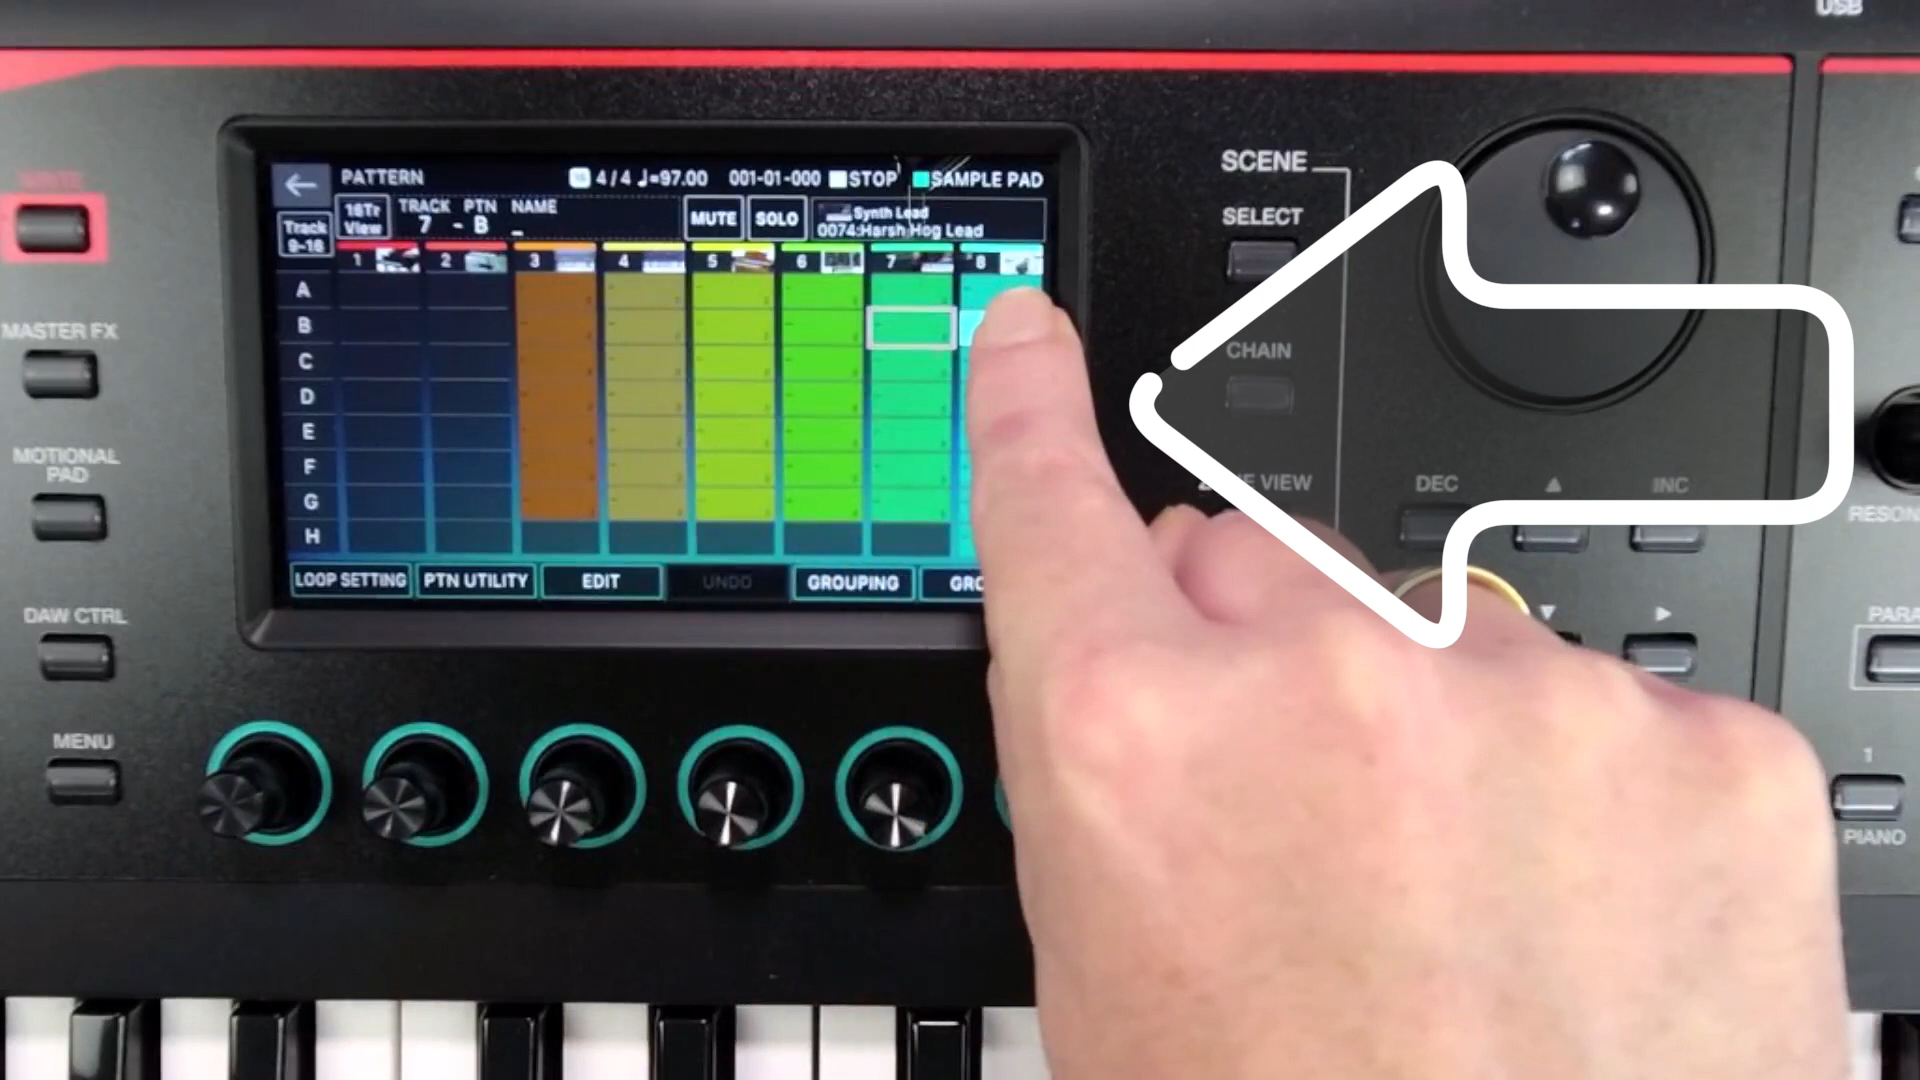 USB
SCENE
SELECT
CHAIN
VIEW
DEC
INC
RESON
PARA
1
PIANO
MASTER FX
MOTIONAL
PAD
DAW CTRL
MENU
PATTERN 4/4 ♩=97.00 001-01-000 STOP SAMPLE PAD
Track
9-16
16Tr
View
TRACK PTN NAME
7 - B _
MUTE SOLO
Synth Lead
0074:Harsh Hog Lead
1 2 3 4 5 6 7 8
A
B
C
D
E
F
G
H
LOOP SETTING PTN UTILITY EDIT UNDO GROUPING